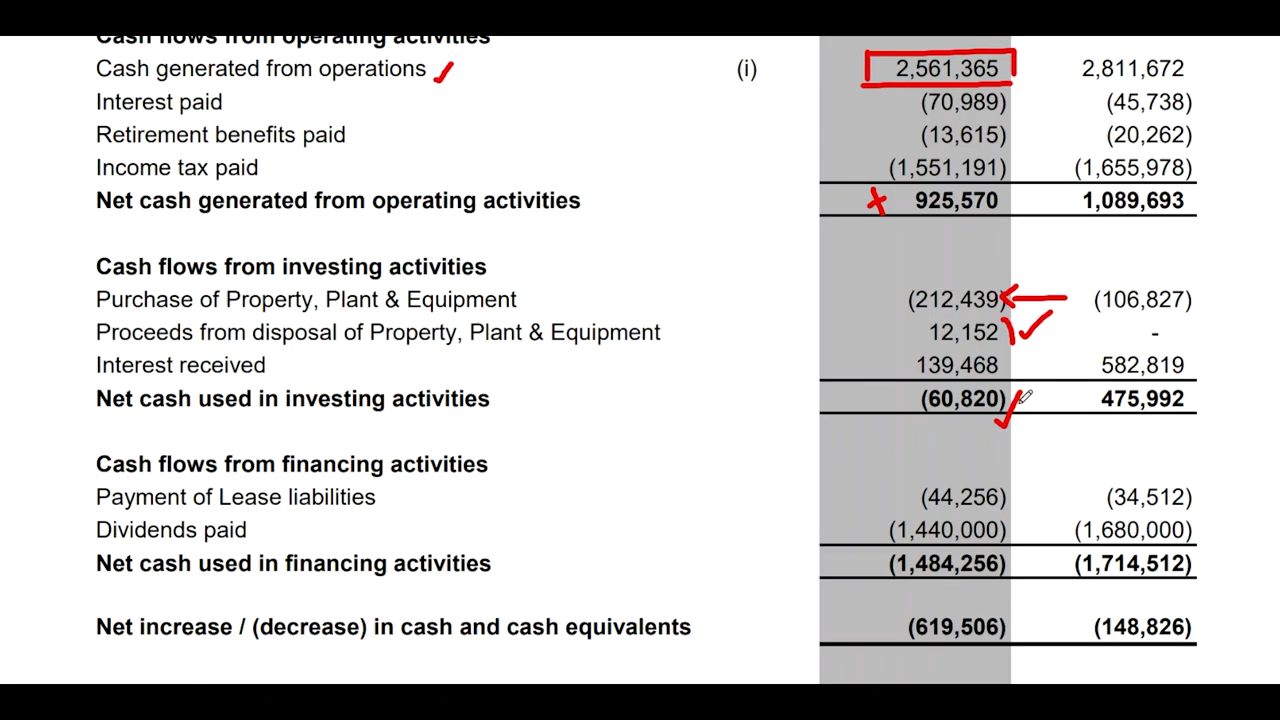 Cash flows from operating activities
Cash generated from operations (i) 2,561,365 2,811,672
Interest paid (70,989) (45,738)
Retirement benefits paid (13,615) (20,262)
Income tax paid (1,551,191) (1,655,978)
Net cash generated from operating activities 925,570 1,089,693
Cash flows from investing activities
Purchase of Property, Plant & Equipment (212,439) (106,827)
Proceeds from disposal of Property, Plant & Equipment 12,152 -
Interest received 139,468 582,819
Net cash used in investing activities (60,820) 475,992
Cash flows from financing activities
Payment of Lease liabilities (44,256) (34,512)
Dividends paid (1,440,000) (1,680,000)
Net cash used in financing activities (1,484,256) (1,714,512)
Net increase / (decrease) in cash and cash equivalents (619,506) (148,826)